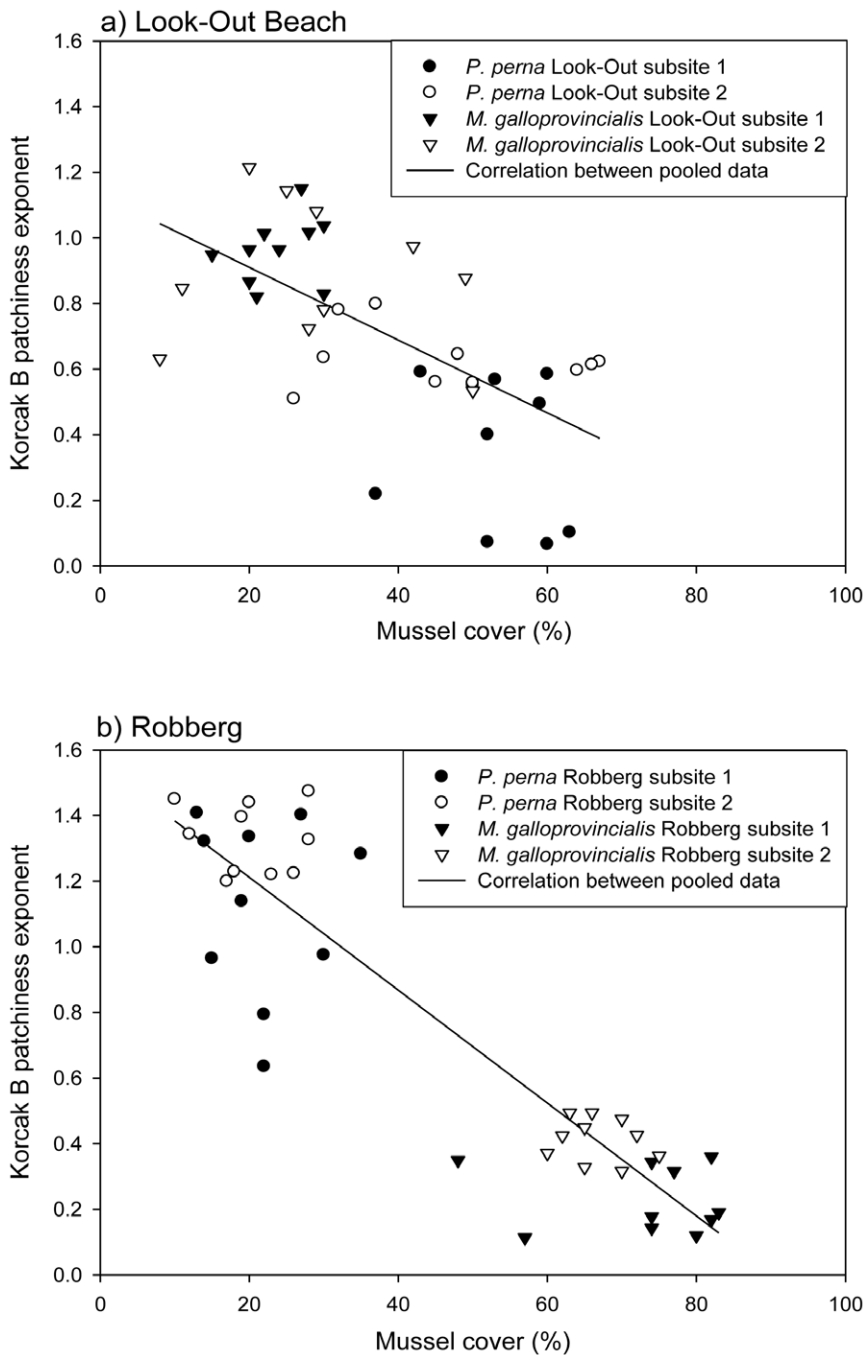 a) Look-Out Beach
1.6
1.4
1.2
1.0
0.8
0.6
0.4
0.2
0.0
Korcak B patchiness exponent
P. perna Look-Out subsite 1
P. perna Look-Out subsite 2
M. galloprovincialis Look-Out subsite 1
M. galloprovincialis Look-Out subsite 2
Correlation between pooled data
0 20 40 60 80 100
Mussel cover (%)
b) Robberg
1.6
1.4
1.2
1.0
0.8
0.6
0.4
0.2
0.0
Korcak B patchiness exponent
P. perna Robberg subsite 1
P. perna Robberg subsite 2
M. galloprovincialis Robberg subsite 1
M. galloprovincialis Robberg subsite 2
Correlation between pooled data
0 20 40 60 80 100
Mussel cover (%)